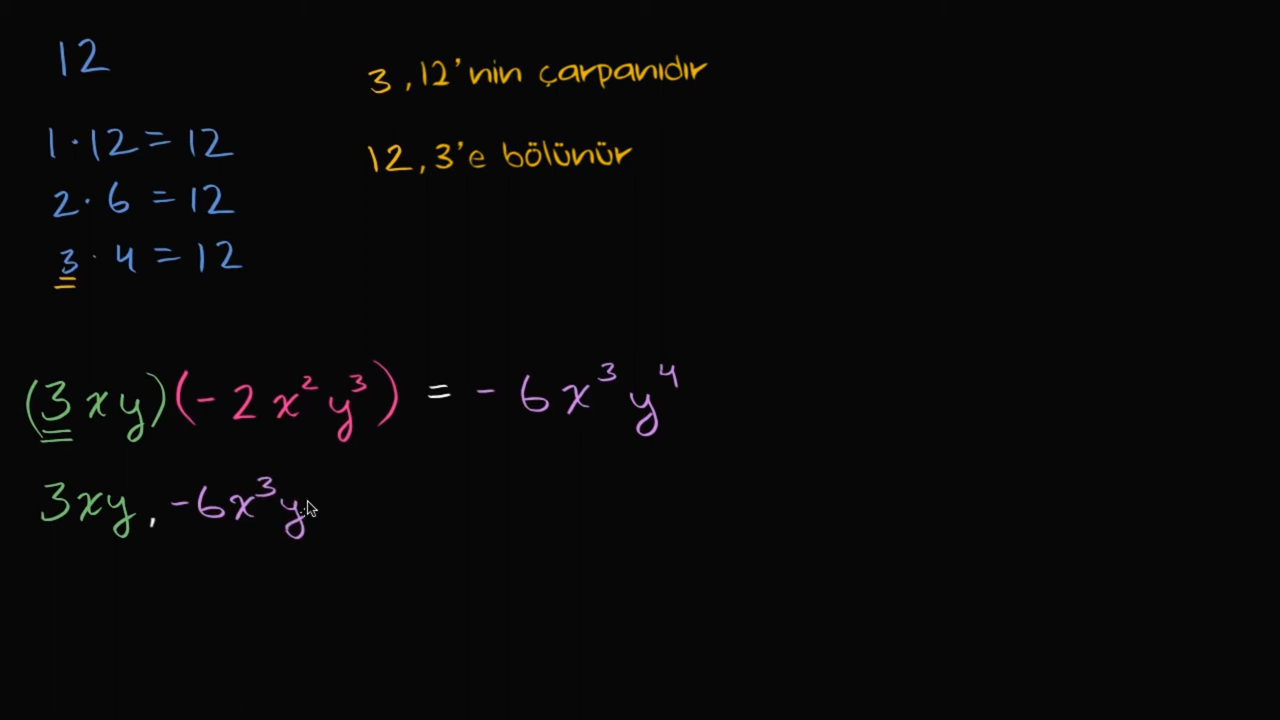 12
3, 12'nin çarpanıdır
1 · 12 = 12
12, 3'e bölünür
2 · 6 = 12
3 · 4 = 12
(3xy)(-2x²y³) = -6x³y⁴
3xy, -6x³y